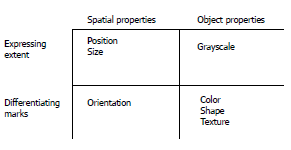 Spatial properties Object properties
Expressing extent
Position
Size
Grayscale
Differentiating marks
Orientation
Color
Shape
Texture